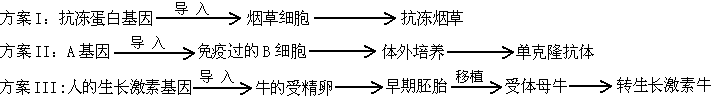 方案I：抗冻蛋白基因 导入 烟草细胞 抗冻烟草
方案II：A基因 导入 免疫过的B细胞 体外培养 单克隆抗体
方案III：人的生长激素基因 导入 牛的受精卵 早期胚胎 移植 受体母牛 转生长激素牛